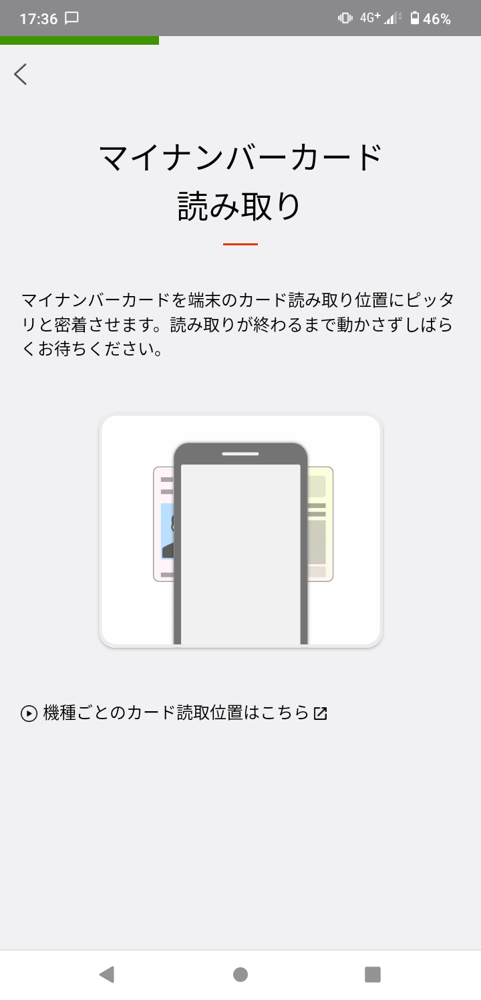 17:36 4G+ 46%
マイナンバーカード
読み取り
マイナンバーカードを端末のカード読み取り位置にピッタ
リと密着させます。読み取りが終わるまで動かさずしばら
くお待ちください。
機種ごとのカード読取位置はこちら